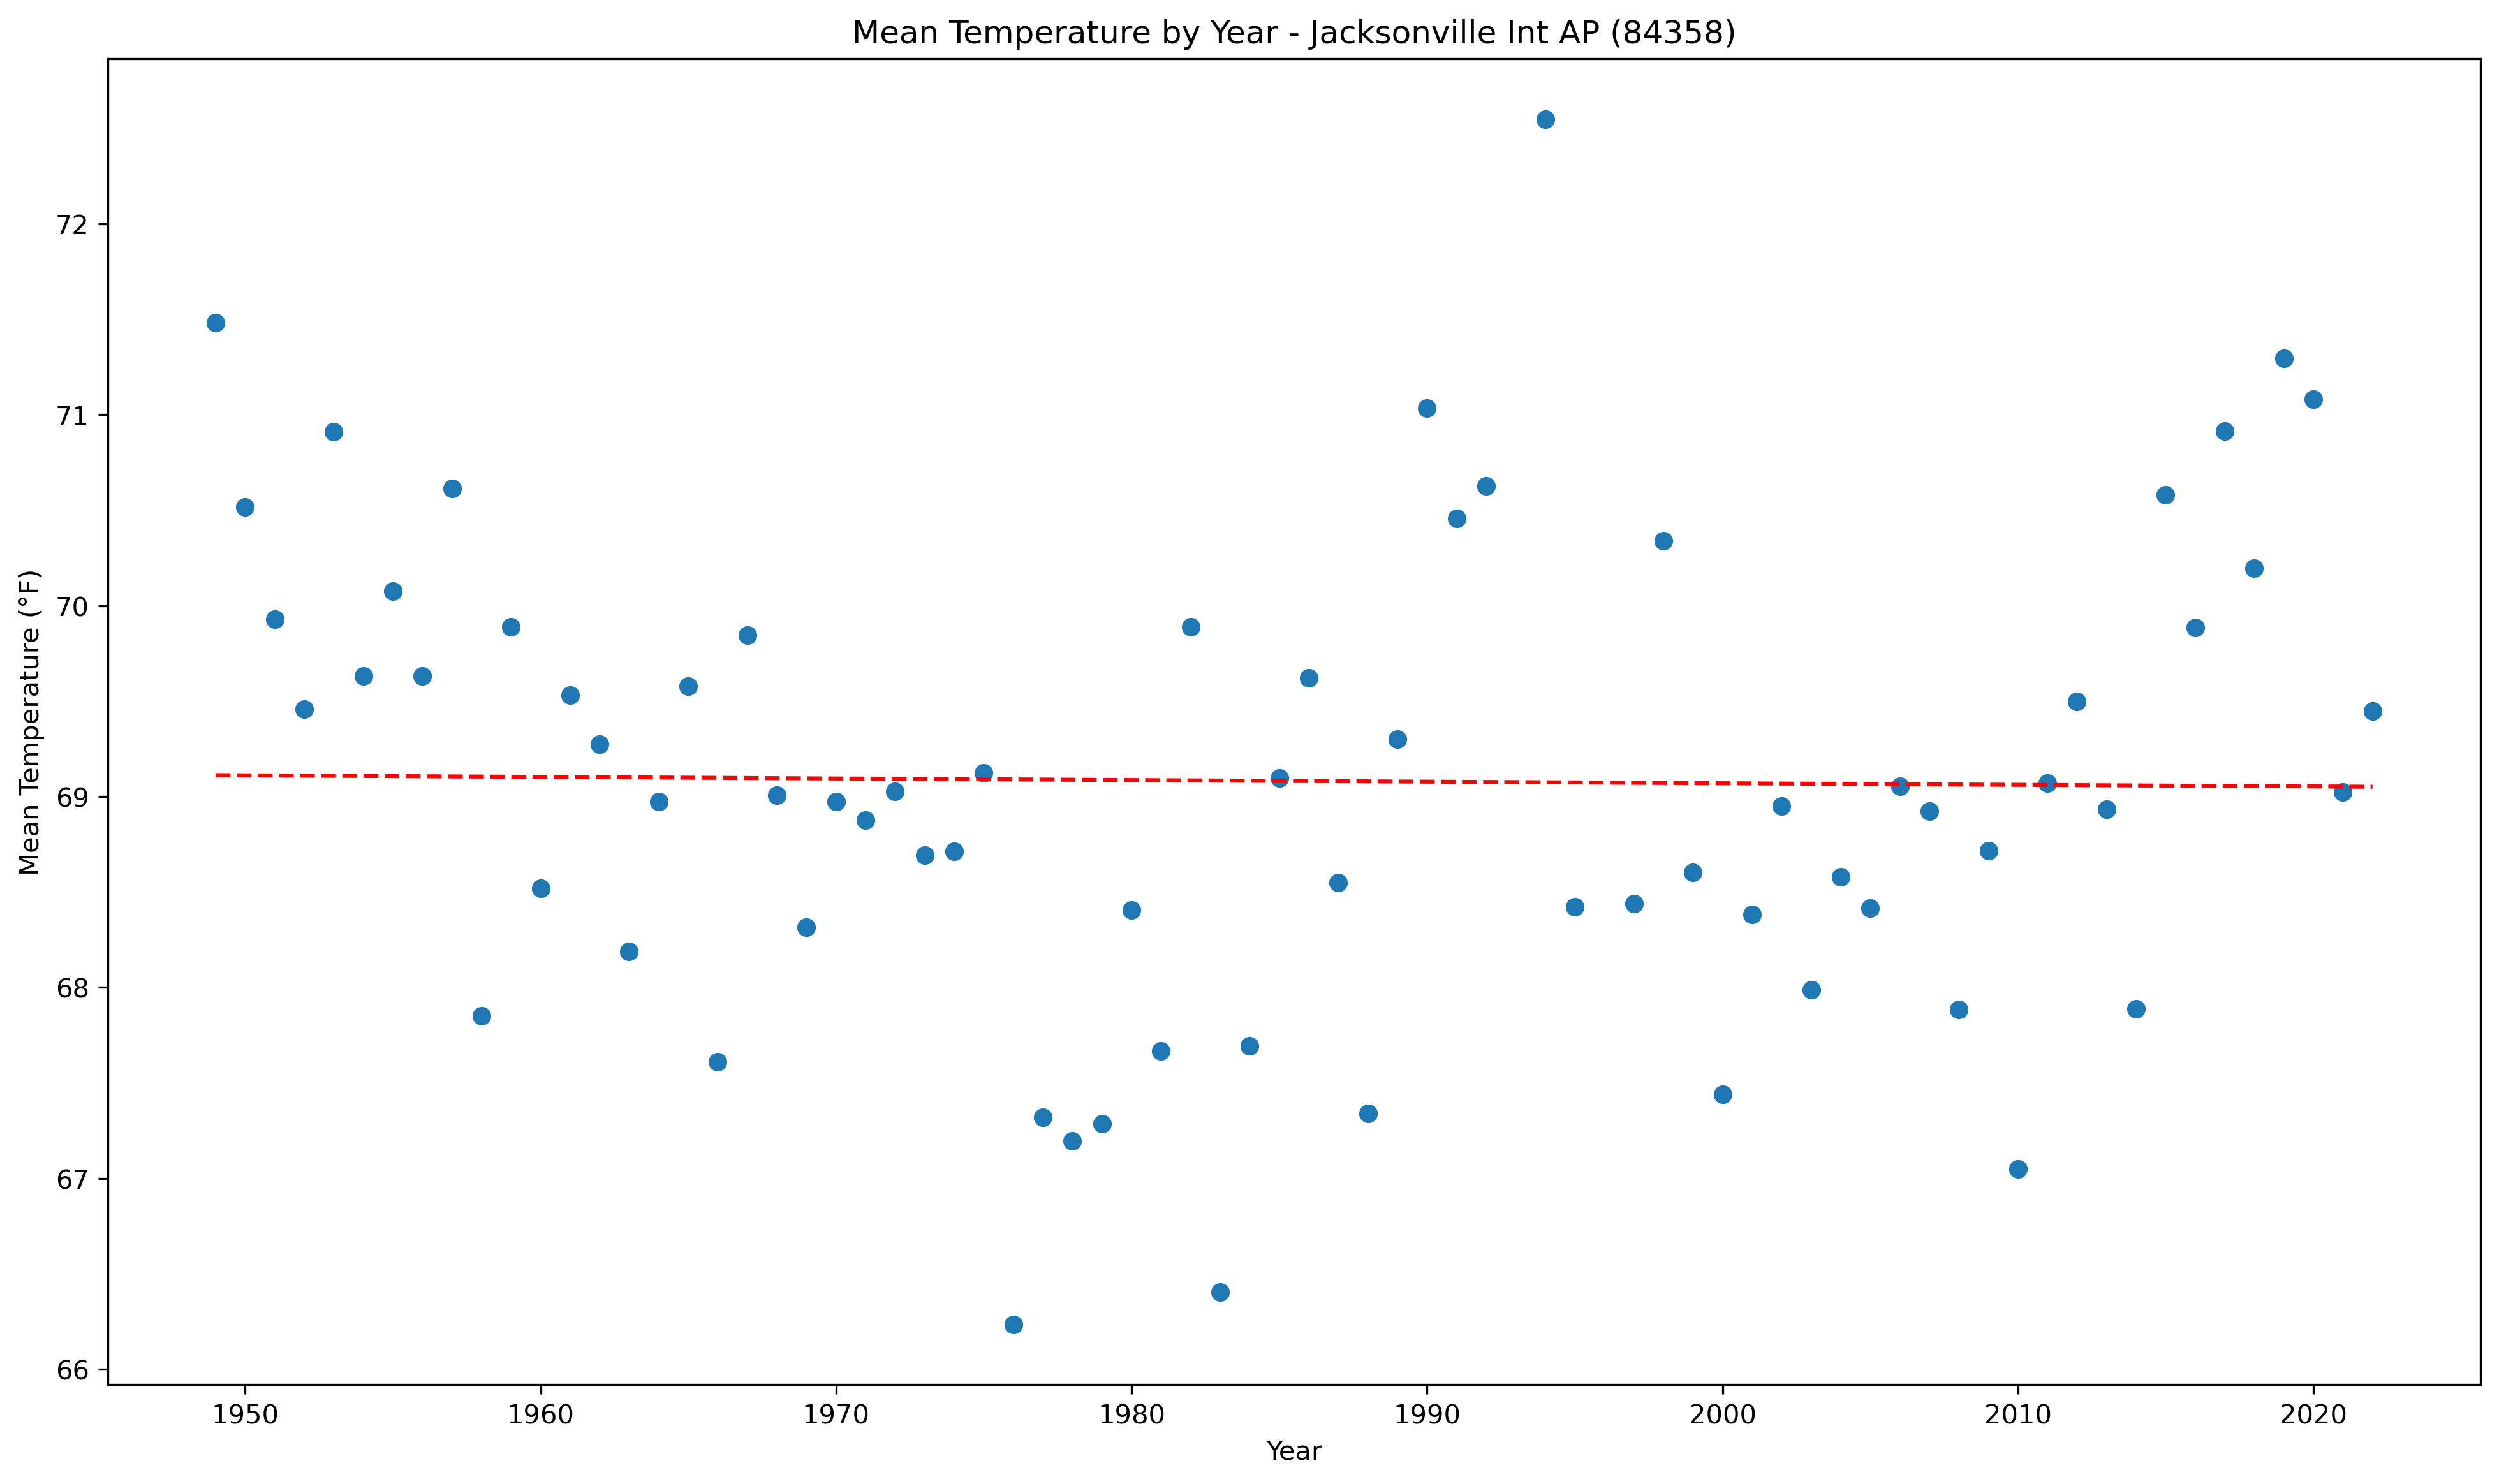 Mean Temperature by Year - Jacksonville Int AP (84358)
Mean Temperature (°F)
72
71
70
69
68
67
66
1950 1960 1970 1980 1990 2000 2010 2020
Year